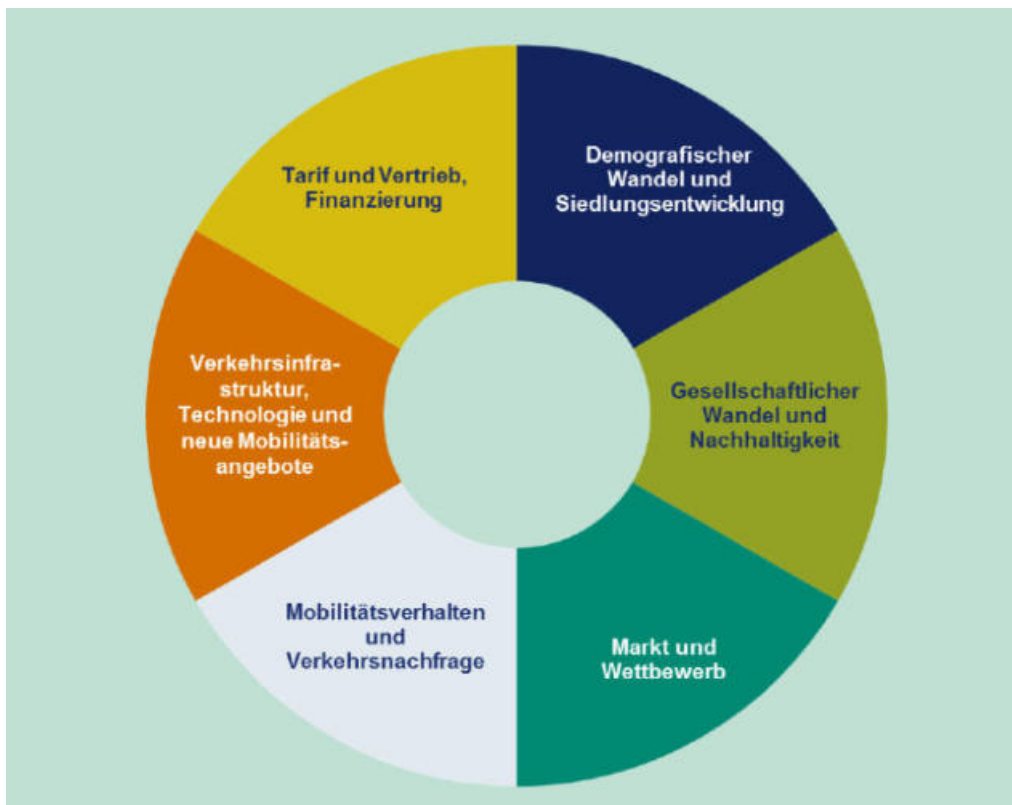 Tarif und Vertrieb,
Finanzierung
Demografischer
Wandel und
Siedlungsentwicklung
Verkehrsinfra-
struktur,
Technologie und
neue Mobilitäts-
angebote
Gesellschaftlicher
Wandel und
Nachhaltigkeit
Mobilitätsverhalten
und
Verkehrsnachfrage
Markt und
Wettbewerb